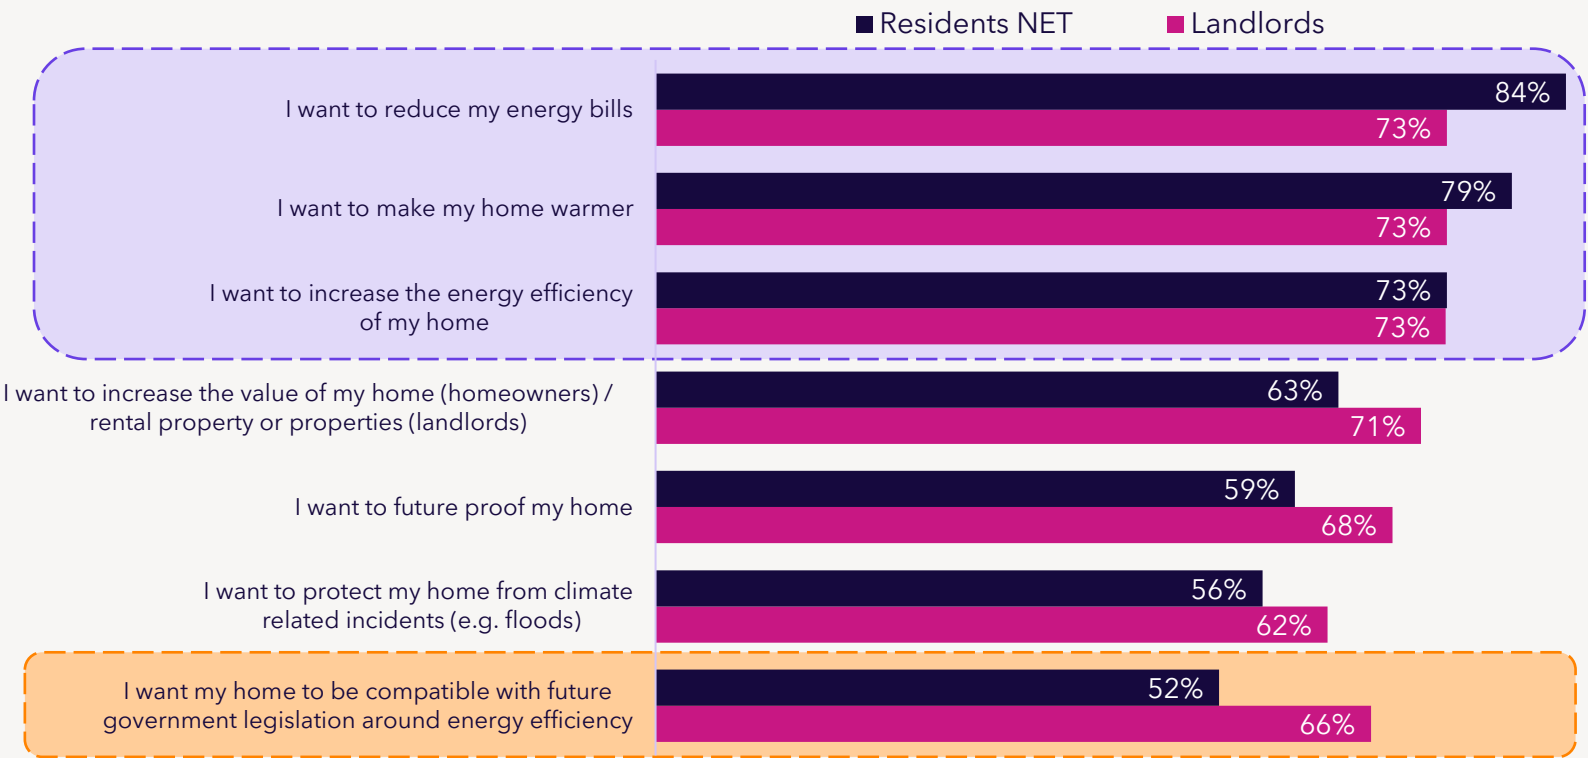 Residents NET
Landlords
I want to reduce my energy bills
84%
73%
I want to make my home warmer
79%
73%
I want to increase the energy efficiency
of my home
73%
73%
I want to increase the value of my home (homeowners) /
rental property or properties (landlords)
63%
71%
I want to future proof my home
59%
68%
I want to protect my home from climate
related incidents (e.g. floods)
56%
62%
I want my home to be compatible with future
government legislation around energy efficiency
52%
66%